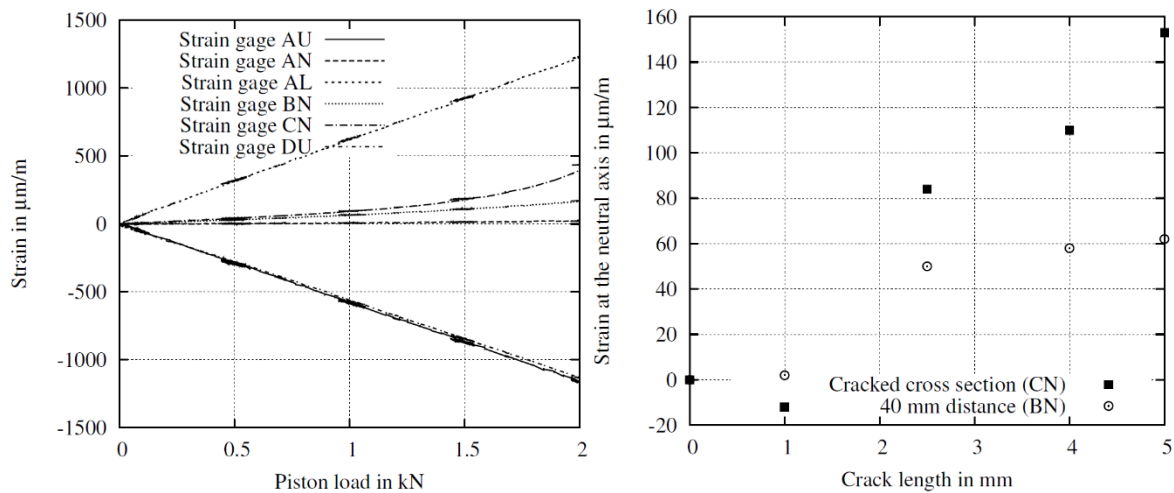 1500
1000
500
0
-500
-1000
-1500
Strain in µm/m
Strain gage AU
Strain gage AN
Strain gage AL
Strain gage BN
Strain gage CN
Strain gage DU
0 0.5 1 1.5 2
Piston load in kN
160
140
120
100
80
60
40
20
0
-20
Strain at the neutral axis in µm/m
Cracked cross section (CN)
40 mm distance (BN)
0 1 2 3 4 5
Crack length in mm